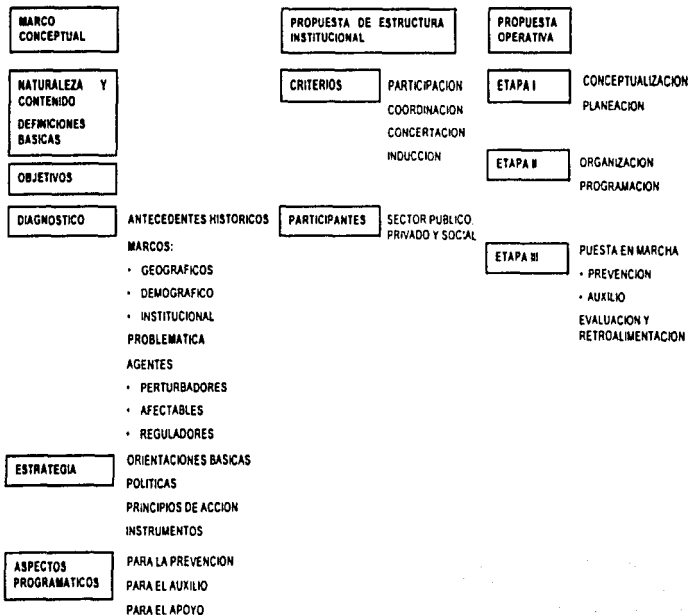 MARCO
CONCEPTUAL
NATURALEZA Y
CONTENIDO
DEFINICIONES
BASICAS
OBJETIVOS
DIAGNOSTICO
ANTECEDENTES HISTORICOS
MARCOS:
• GEOGRAFICOS
• DEMOGRAFICO
• INSTITUCIONAL
PROBLEMATICA
AGENTES
• PERTURBADORES
• AFECTABLES
• REGULADORES
ESTRATEGIA
ORIENTACIONES BASICAS
POLITICAS
PRINCIPIOS DE ACCION
INSTRUMENTOS
ASPECTOS
PROGRAMATICOS
PARA LA PREVENCION
PARA EL AUXILIO
PARA EL APOYO
PROPUESTA DE ESTRUCTURA
INSTITUCIONAL
CRITERIOS
PARTICIPACION
COORDINACION
CONCERTACION
INDUCCION
PARTICIPANTES
SECTOR PUBLICO,
PRIVADO Y SOCIAL
PROPUESTA
OPERATIVA
ETAPA I
CONCEPTUALIZACION
PLANEACION
ETAPA II
ORGANIZACION
PROGRAMACION
ETAPA III
PUESTA EN MARCHA
• PREVENCION
• AUXILIO
EVALUACION Y
RETROALIMENTACION